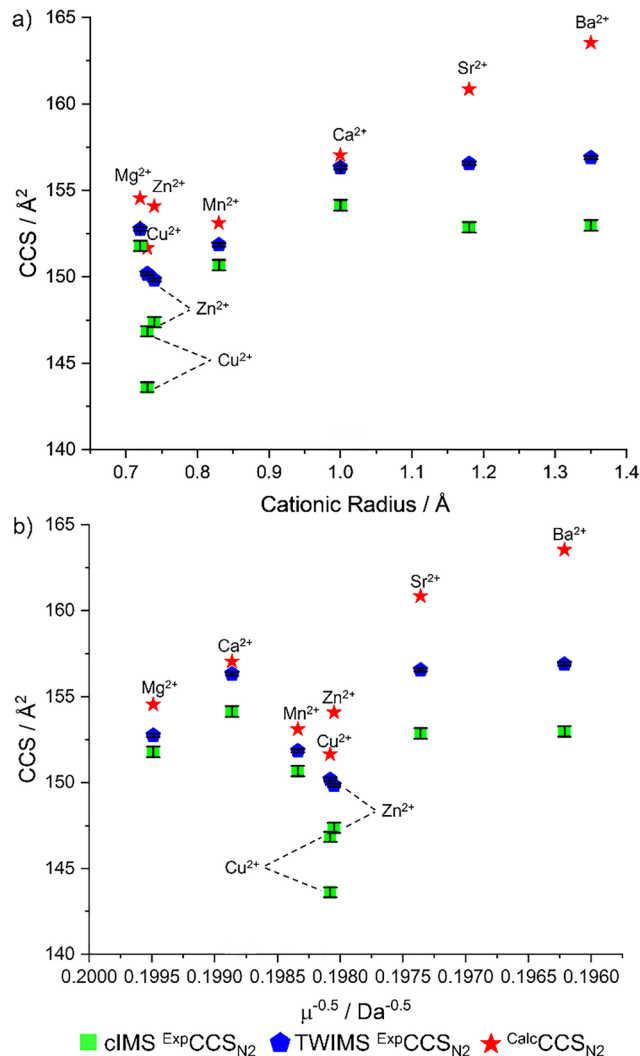 a)
165
160
155
150
145
140
CCS / Å²
Ba²⁺
Sr²⁺
Ca²⁺
Mg²⁺
Zn²⁺
Mn²⁺
Cu²⁺
Zn²⁺
Cu²⁺
0.7 0.8 0.9 1.0 1.1 1.2 1.3 1.4
Cationic Radius / Å
b)
165
160
155
150
145
140
CCS / Å²
Ba²⁺
Sr²⁺
Ca²⁺
Mg²⁺
Zn²⁺
Mn²⁺
Cu²⁺
Zn²⁺
Cu²⁺
0.2000 0.1995 0.1990 0.1985 0.1980 0.1975 0.1970 0.1965 0.1960
μ⁻⁰·⁵ / Da⁻⁰·⁵
cIMS ᴱˣᵖCCS_N2 TWIMS ᴱˣᵖCCS_N2 ᶜᵃˡᶜCCS_N2